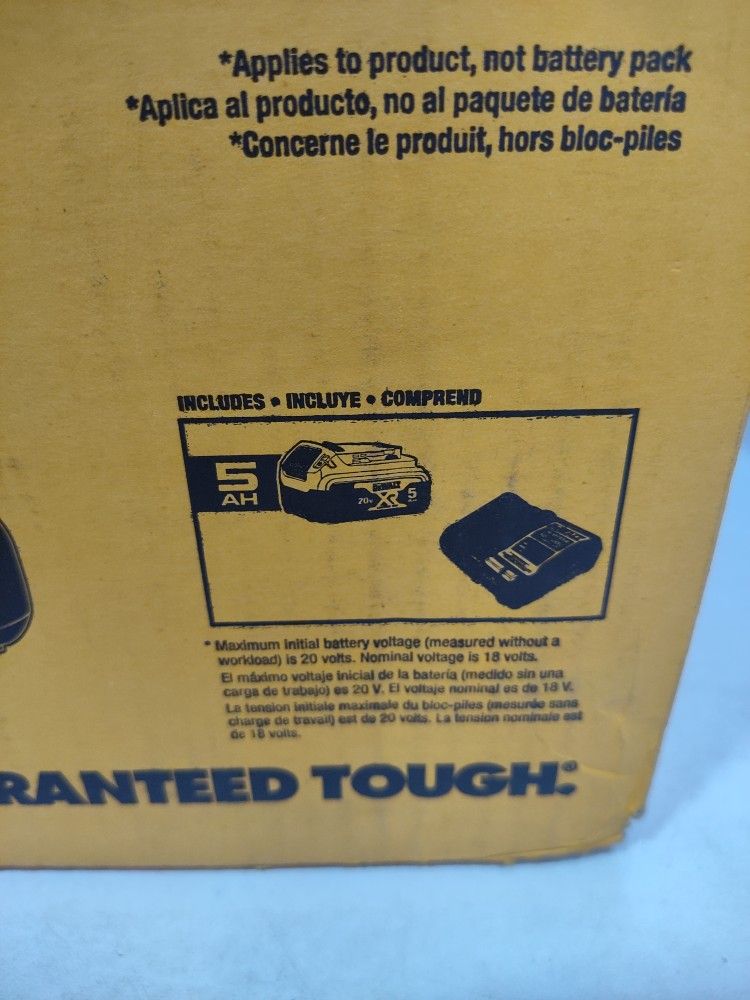 *Applies to product, not battery pack
*Aplica al producto, no al paquete de batería
*Concerne le produit, hors bloc-piles
INCLUDES • INCLUYE • COMPREND
5
AH
DEWALT
20v XR 5
* Maximum initial battery voltage (measured without a
workload) is 20 volts. Nominal voltage is 18 volts.
El máximo voltaje inicial de la batería (medido sin una
carga de trabajo) es 20 V. El voltaje nominal es de 18 V.
La tension initiale maximale du bloc-piles (mesurée sans
charge de travail) est de 20 volts. La tension nominale est
de 18 volts.
RANTEED TOUGH.®